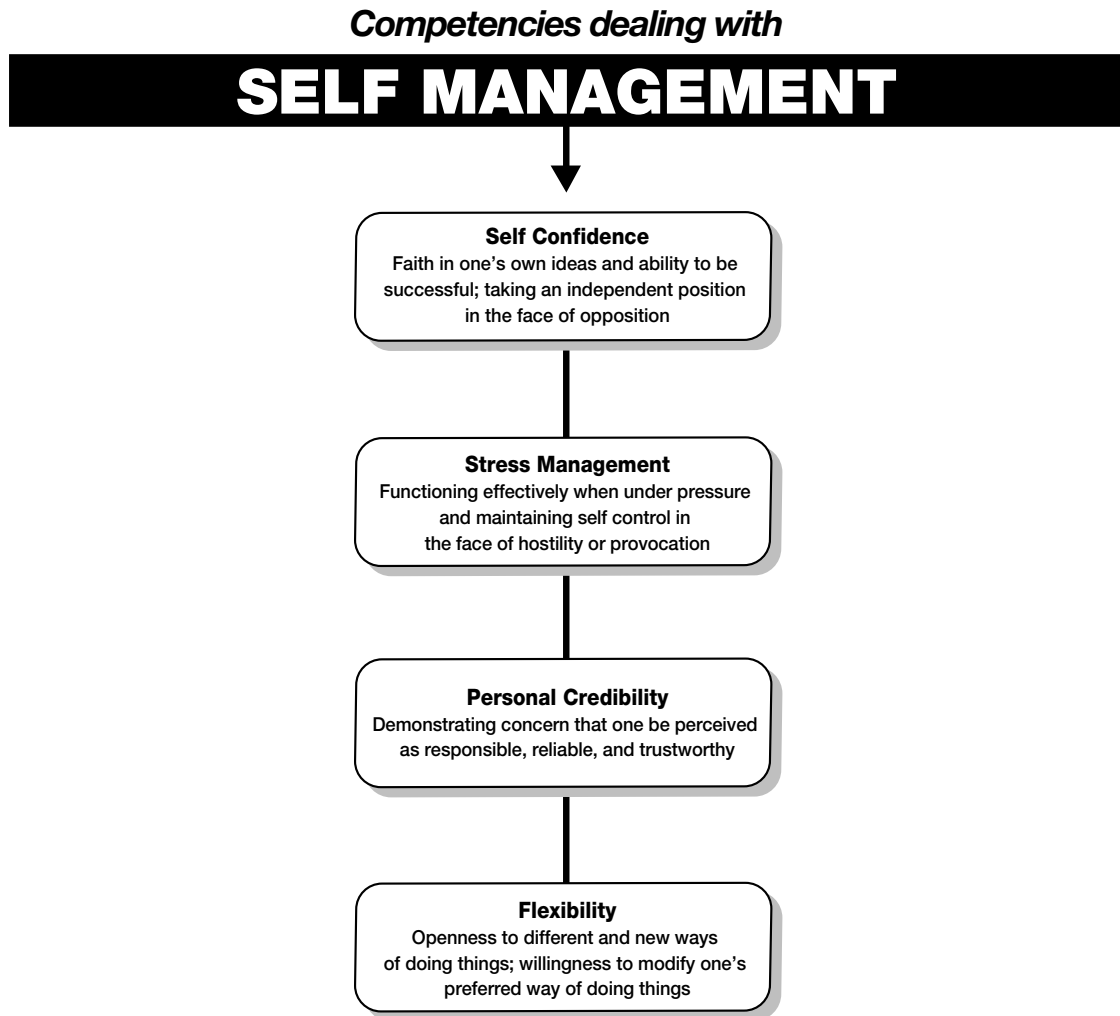 Competencies dealing with
SELF MANAGEMENT
Self Confidence
Faith in one’s own ideas and ability to be
successful; taking an independent position
in the face of opposition
Stress Management
Functioning effectively when under pressure
and maintaining self control in
the face of hostility or provocation
Personal Credibility
Demonstrating concern that one be perceived
as responsible, reliable, and trustworthy
Flexibility
Openness to different and new ways
of doing things; willingness to modify one’s
preferred way of doing things